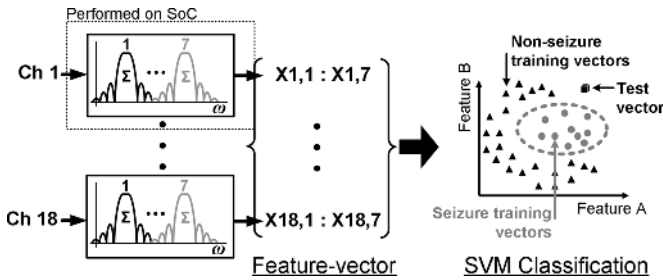 Performed on SoC
Ch 1
1
7
Σ
...
Σ
ω
X1,1 : X1,7
Ch 18
1
7
Σ
...
Σ
ω
X18,1 : X18,7
Feature-vector
Non-seizure
training vectors
Test
vector
Feature B
Feature A
Seizure training
vectors
SVM Classification